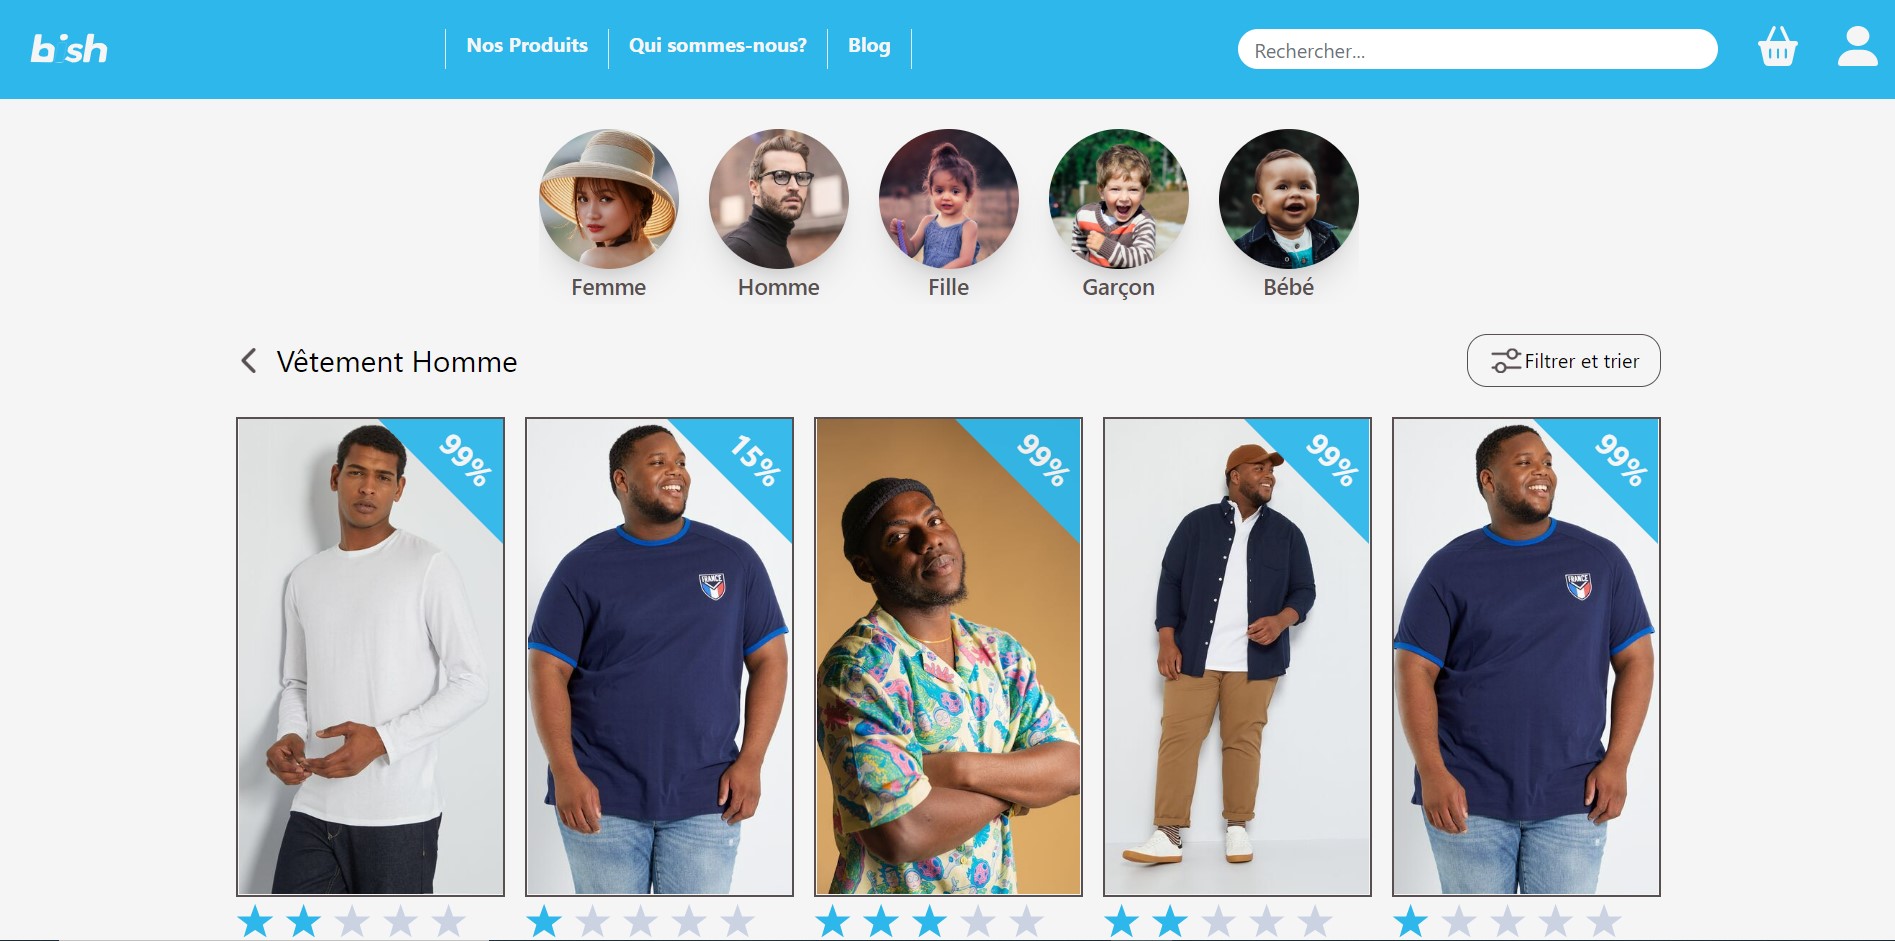 bish
Nos Produits
Qui sommes-nous?
Blog
Rechercher...
Femme
Homme
Fille
Garçon
Bébé
Vêtement Homme
Filtrer et trier
99%
15%
99%
99%
99%
FRANCE
FRANCE